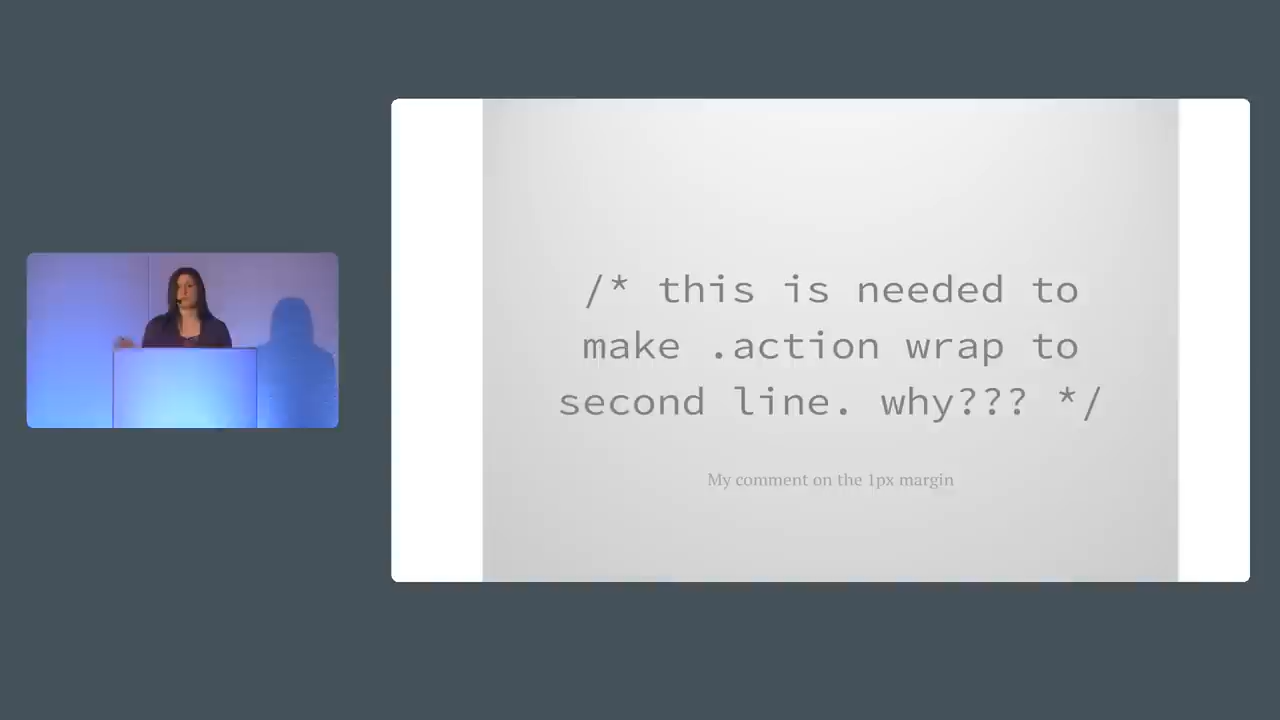 /* this is needed to
make .action wrap to
second line. why??? */
My comment on the 1px margin